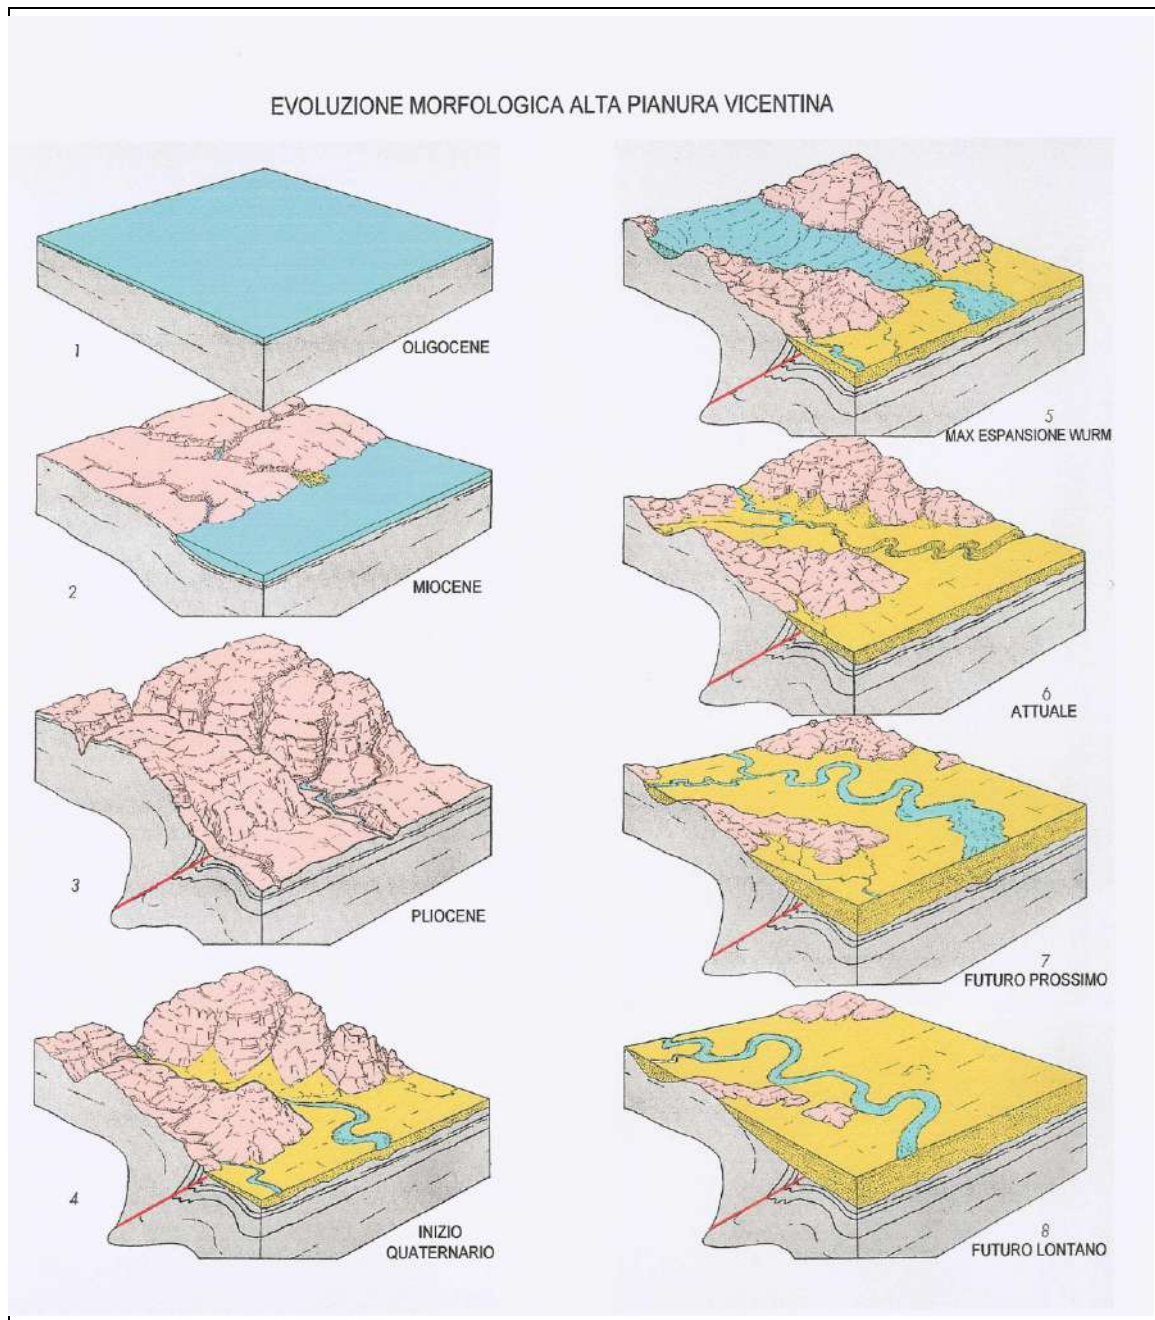 EVOLUZIONE MORFOLOGICA ALTA PIANURA VICENTINA
1
OLIGOCENE
2
MIOCENE
3
PLIOCENE
4
INIZIO
QUATERNARIO
5
MAX ESPANSIONE WURM
6
ATTUALE
7
FUTURO PROSSIMO
8
FUTURO LONTANO